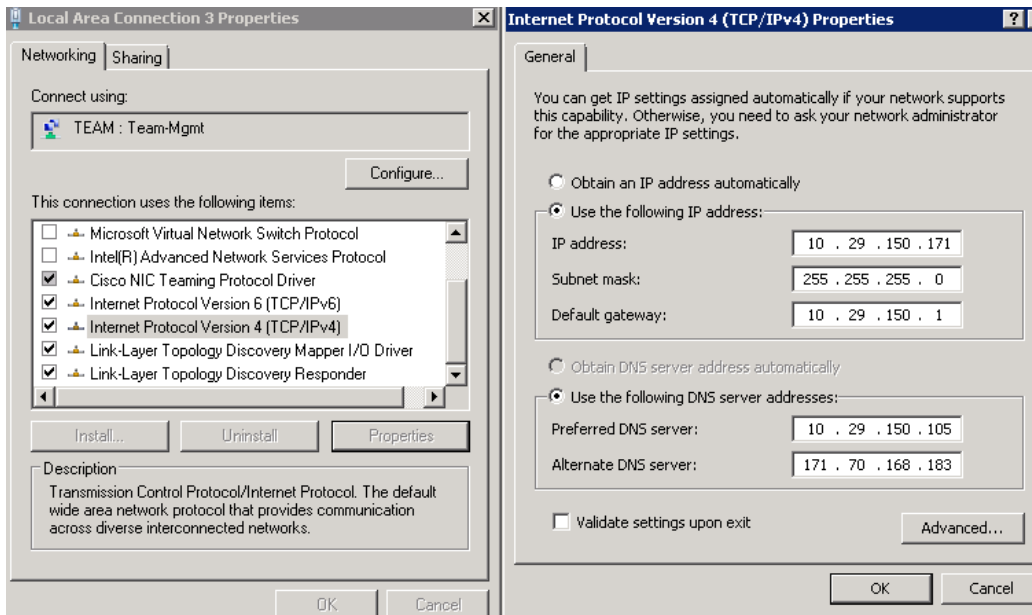 Local Area Connection 3 Properties
Networking
Sharing
Connect using:
TEAM : Team-Mgmt
Configure...
This connection uses the following items:
Microsoft Virtual Network Switch Protocol
Intel(R) Advanced Network Services Protocol
Cisco NIC Teaming Protocol Driver
Internet Protocol Version 6 (TCP/IPv6)
Internet Protocol Version 4 (TCP/IPv4)
Link-Layer Topology Discovery Mapper I/O Driver
Link-Layer Topology Discovery Responder
Install...
Uninstall
Properties
Description
Transmission Control Protocol/Internet Protocol. The default
wide area network protocol that provides communication
across diverse interconnected networks.
OK
Cancel
Internet Protocol Version 4 (TCP/IPv4) Properties
General
You can get IP settings assigned automatically if your network supports
this capability. Otherwise, you need to ask your network administrator
for the appropriate IP settings.
Obtain an IP address automatically
Use the following IP address:
IP address: 10 . 29 . 150 . 171
Subnet mask: 255 . 255 . 255 . 0
Default gateway: 10 . 29 . 150 . 1
Obtain DNS server address automatically
Use the following DNS server addresses:
Preferred DNS server: 10 . 29 . 150 . 105
Alternate DNS server: 171 . 70 . 168 . 183
Validate settings upon exit
Advanced...
OK
Cancel